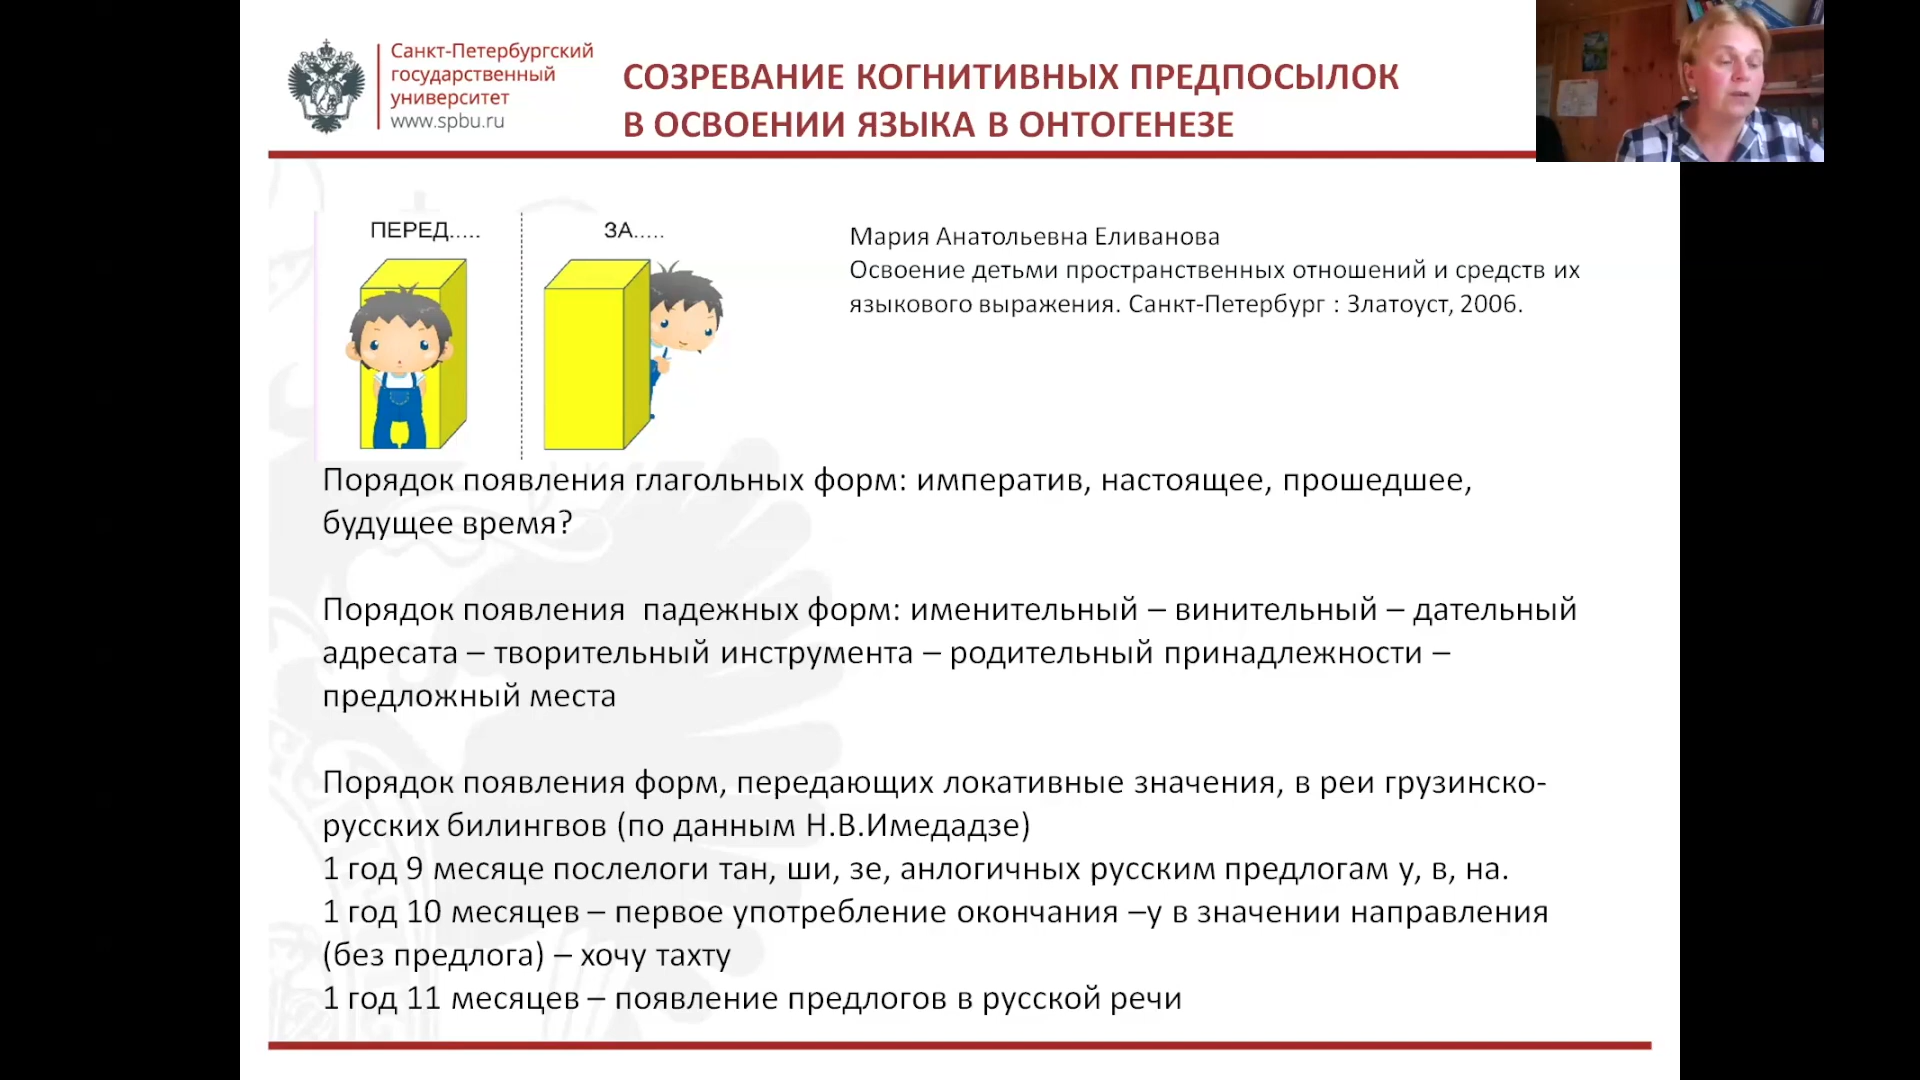 Санкт-Петербургский
государственный
университет
www.spbu.ru
СОЗРЕВАНИЕ КОГНИТИВНЫХ ПРЕДПОСЫЛОК
В ОСВОЕНИИ ЯЗЫКА В ОНТОГЕНЕЗЕ
ПЕРЕД.....
ЗА.....
Мария Анатольевна Еливанова
Освоение детьми пространственных отношений и средств их
языкового выражения. Санкт-Петербург : Златоуст, 2006.
Порядок появления глагольных форм: императив, настоящее, прошедшее,
будущее время?
Порядок появления  падежных форм: именительный – винительный – дательный
адресата – творительный инструмента – родительный принадлежности –
предложный места
Порядок появления форм, передающих локативные значения, в реи грузинско-
русских билингвов (по данным Н.В.Имедадзе)
1 год 9 месяце послелоги тан, ши, зе, анлогичных русским предлогам у, в, на.
1 год 10 месяцев – первое употребление окончания –у в значении направления
(без предлога) – хочу тахту
1 год 11 месяцев – появление предлогов в русской речи